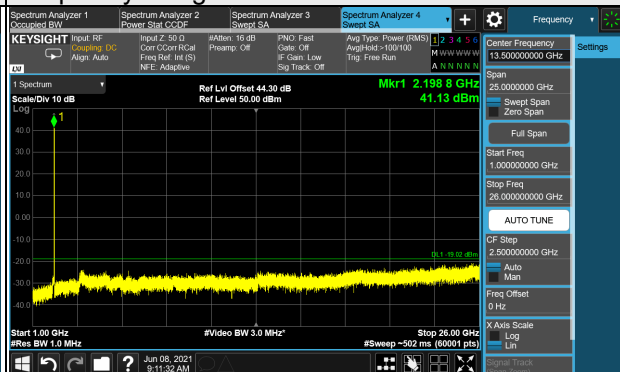 Spectrum Analyzer 1
Occupied BW
Spectrum Analyzer 2
Power Stat CCDF
Spectrum Analyzer 3
Swept SA
Spectrum Analyzer 4
Swept SA
+
Frequency
KEYSIGHT
LXI
Input: RF
Coupling: DC
Align: Auto
Input Z: 50 Ω
Corr CCorr RCal
Freq Ref: Int (S)
NFE: Adaptive
#Atten: 16 dB
Preamp: Off
PNO: Fast
Gate: Off
IF Gain: Low
Sig Track: Off
Avg Type: Power (RMS)
Avg|Hold:>100/100
Trig: Free Run
1 2 3 4 5 6
M W W W W W
A N N N N N
1 Spectrum
Scale/Div 10 dB
Log
Ref Lvl Offset 44.30 dB
Ref Level 50.00 dBm
Mkr1 2.198 8 GHz
41.13 dBm
1
40.0
30.0
20.0
10.0
0.0
-10.0
-20.0
-30.0
-40.0
DL1 -19.02 dBm
Start 1.00 GHz
#Res BW 1.0 MHz
#Video BW 3.0 MHz*
Stop 26.00 GHz
#Sweep ~502 ms (60001 pts)
Jun 08, 2021
9:11:32 AM
?
Center Frequency
13.500000000 GHz
Settings
Span
25.0000000 GHz
Swept Span
Zero Span
Full Span
Start Freq
1.000000000 GHz
Stop Freq
26.000000000 GHz
AUTO TUNE
CF Step
2.500000000 GHz
Auto
Man
Freq Offset
0 Hz
X Axis Scale
Log
Lin
Signal Track